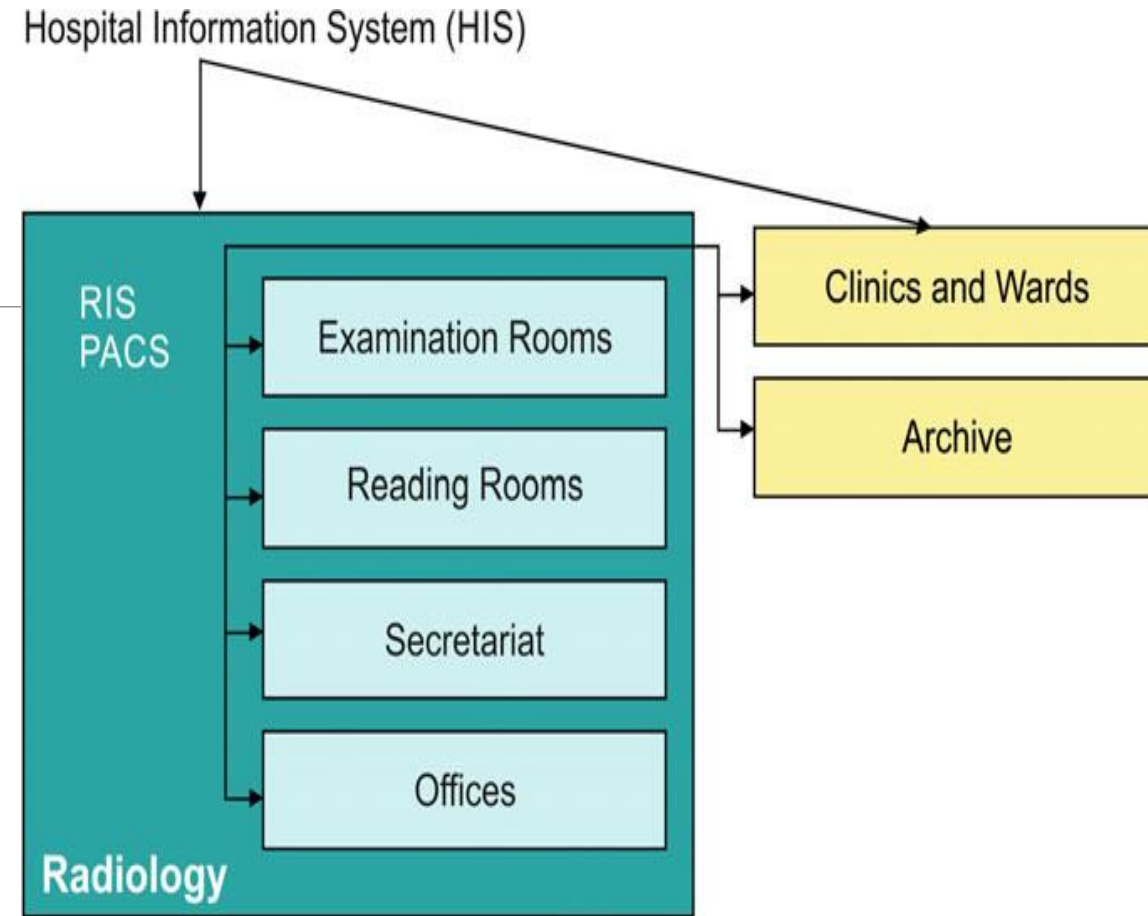 Hospital Information System (HIS)
RIS
PACS
Examination Rooms
Reading Rooms
Secretariat
Offices
Radiology
Clinics and Wards
Archive